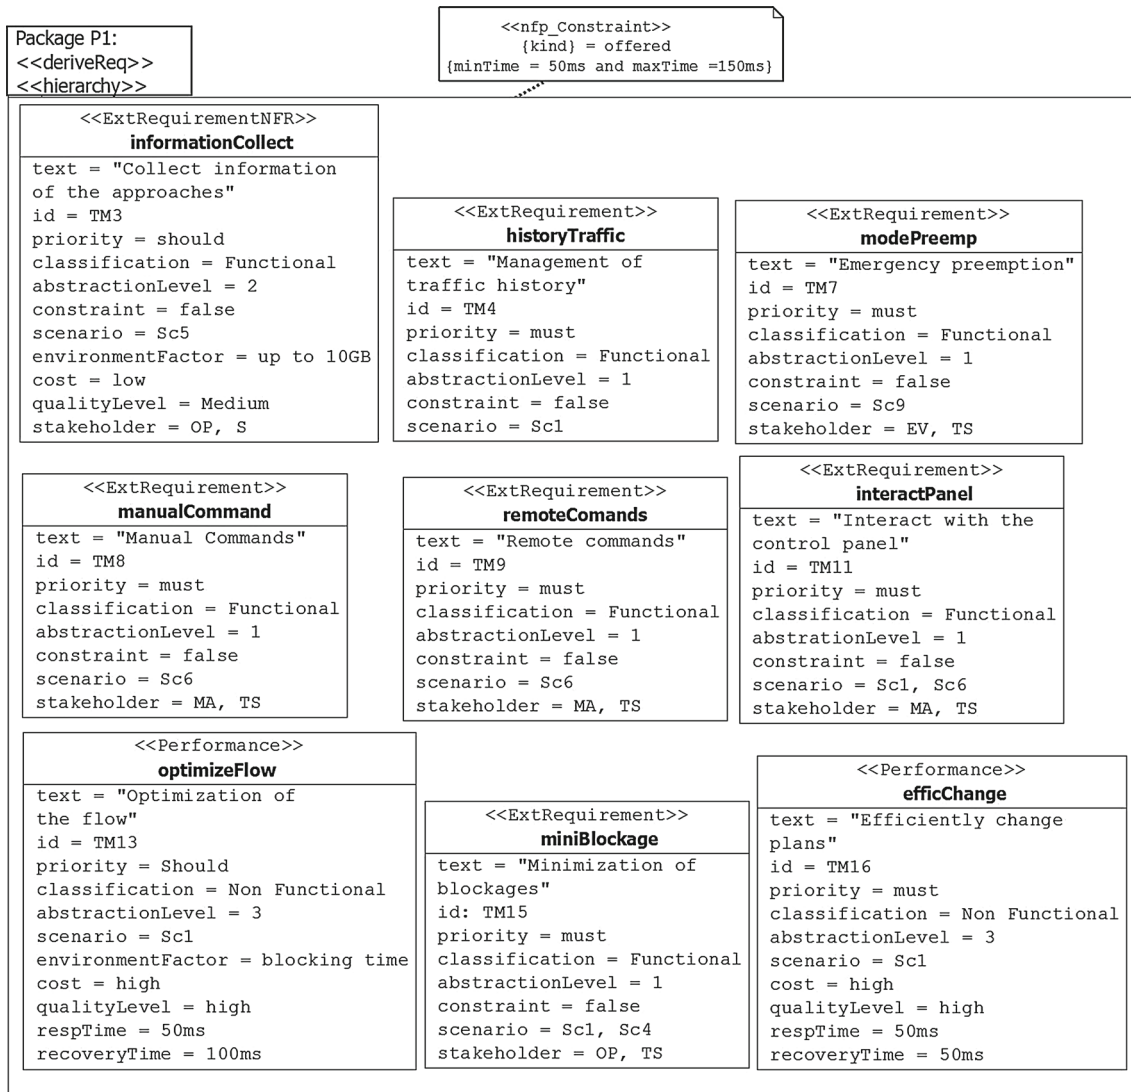 Package P1:
<<deriveReq>>
<<hierarchy>>
<<nfp_Constraint>>
{kind} = offered
{minTime = 50ms and maxTime =150ms}
<<ExtRequirementNFR>>
informationCollect
text = "Collect information
of the approaches"
id = TM3
priority = should
classification = Functional
abstractionLevel = 2
constraint = false
scenario = Sc5
environmentFactor = up to 10GB
cost = low
qualityLevel = Medium
stakeholder = OP, S
<<ExtRequirement>>
historyTraffic
text = "Management of
traffic history"
id = TM4
priority = must
classification = Functional
abstractionLevel = 1
constraint = false
scenario = Sc1
<<ExtRequirement>>
modePreemp
text = "Emergency preemption"
id = TM7
priority = must
classification = Functional
abstractionLevel = 1
constraint = false
scenario = Sc9
stakeholder = EV, TS
<<ExtRequirement>>
manualCommand
text = "Manual Commands"
id = TM8
priority = must
classification = Functional
abstractionLevel = 1
constraint = false
scenario = Sc6
stakeholder = MA, TS
<<ExtRequirement>>
remoteComands
text = "Remote commands"
id = TM9
priority = must
classification = Functional
abstractionLevel = 1
constraint = false
scenario = Sc6
stakeholder = MA, TS
<<ExtRequirement>>
interactPanel
text = "Interact with the
control panel"
id = TM11
priority = must
classification = Functional
abstrationLevel = 1
constraint = false
scenario = Sc1, Sc6
stakeholder = MA, TS
<<Performance>>
optimizeFlow
text = "Optimization of
the flow"
id = TM13
priority = Should
classification = Non Functional
abstractionLevel = 3
scenario = Sc1
environmentFactor = blocking time
cost = high
qualityLevel = high
respTime = 50ms
recoveryTime = 100ms
<<ExtRequirement>>
miniBlockage
text = "Minimization of
blockages"
id: TM15
priority = must
classification = Functional
abstractionLevel = 1
constraint = false
scenario = Sc1, Sc4
stakeholder = OP, TS
<<Performance>>
efficChange
text = "Efficiently change
plans"
id = TM16
priority = must
classification = Non Functional
abstractionLevel = 3
scenario = Sc1
cost = high
qualityLevel = high
respTime = 50ms
recoveryTime = 50ms